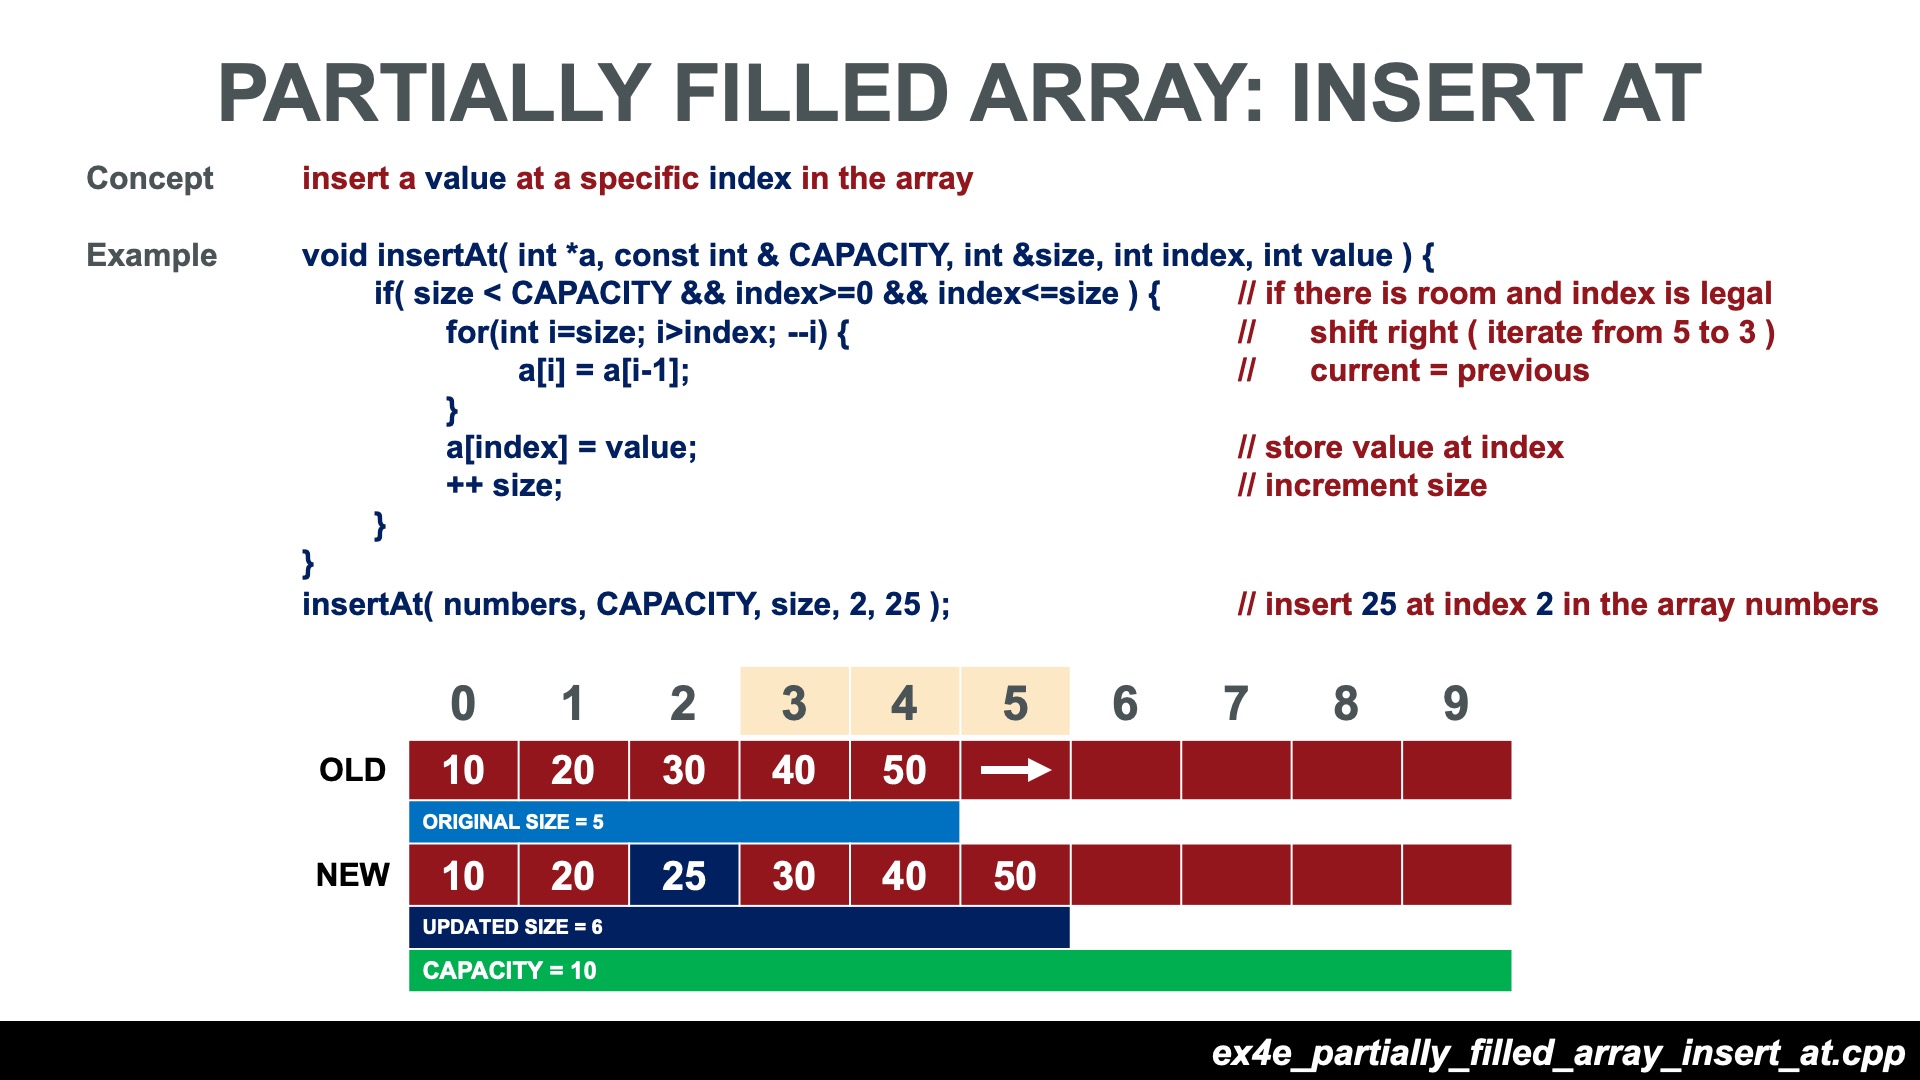 PARTIALLY FILLED ARRAY: INSERT AT
Concept insert a value at a specific index in the array
Example void insertAt( int *a, const int & CAPACITY, int &size, int index, int value ) {
if( size < CAPACITY && index>=0 && index<=size ) { // if there is room and index is legal
for(int i=size; i>index; --i) { // shift right ( iterate from 5 to 3 )
a[i] = a[i-1]; // current = previous
}
a[index] = value; // store value at index
++ size; // increment size
}
}
insertAt( numbers, CAPACITY, size, 2, 25 ); // insert 25 at index 2 in the array numbers
0 1 2 3 4 5 6 7 8 9
OLD 10 20 30 40 50
ORIGINAL SIZE = 5
NEW 10 20 25 30 40 50
UPDATED SIZE = 6
CAPACITY = 10
ex4e_partially_filled_array_insert_at.cpp